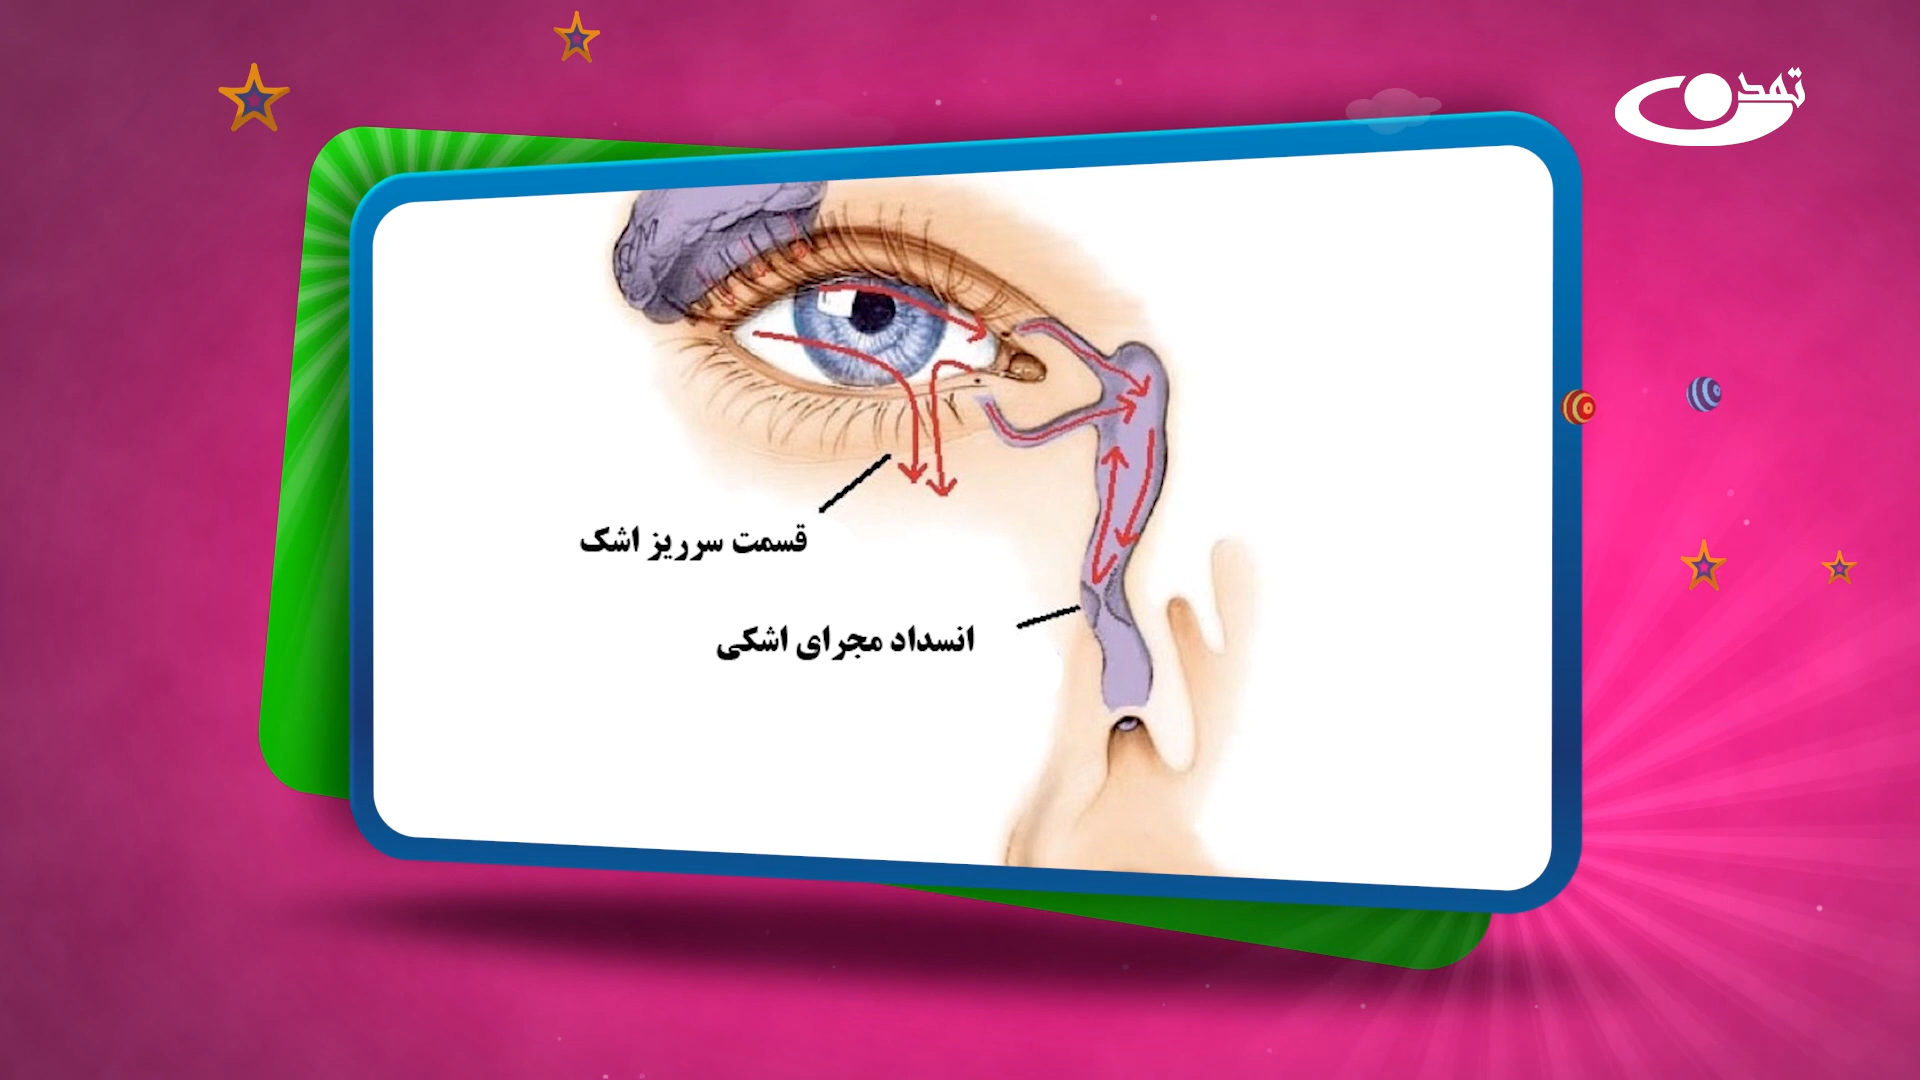 تمدن
قسمت سرریز اشک
انسداد مجرای اشکی